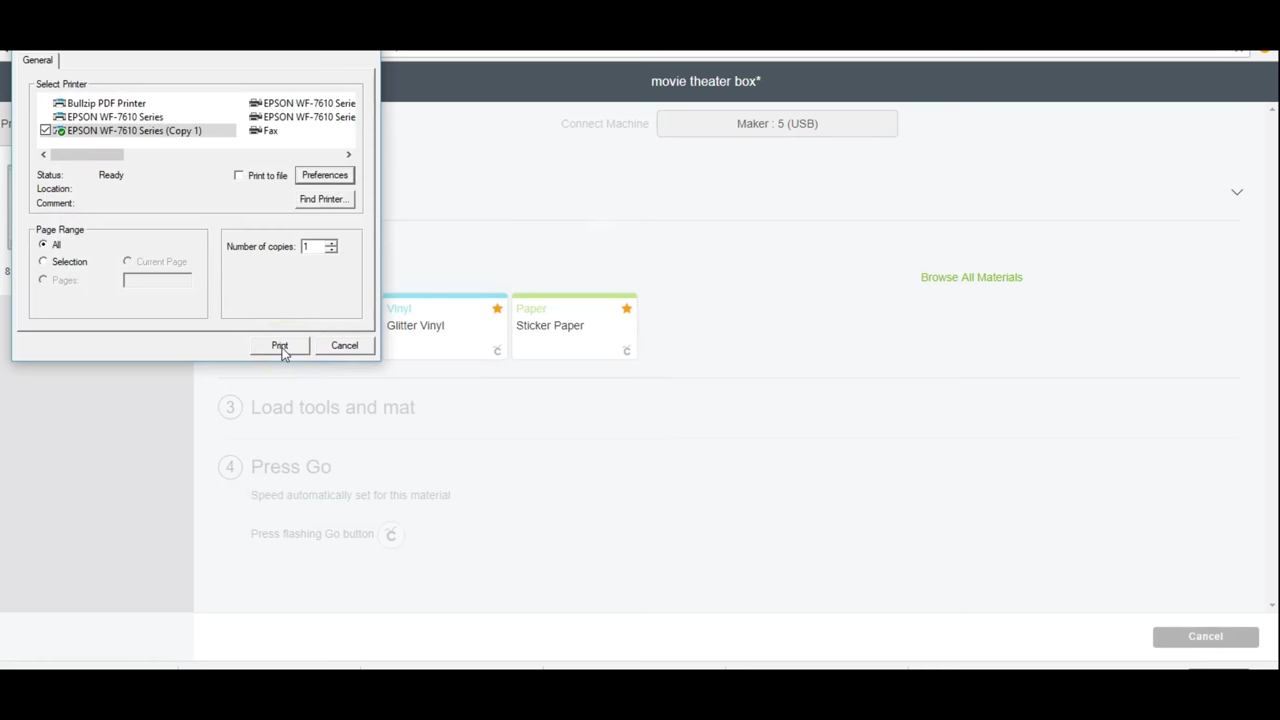 General
movie theater box*
Select Printer
Bullzip PDF Printer
EPSON WF-7610 Serie
EPSON WF-7610 Series
EPSON WF-7610 Serie
EPSON WF-7610 Series (Copy 1)
Fax
Connect Machine
Maker : 5 (USB)
Status: Ready
Print to file
Preferences
Location:
Find Printer...
Comment:
Page Range
All
Number of copies: 1
Selection
Current Page
Pages:
Browse All Materials
Vinyl
Glitter Vinyl
Paper
Sticker Paper
Print
Cancel
3 Load tools and mat
4 Press Go
Speed automatically set for this material
Press flashing Go button
Cancel